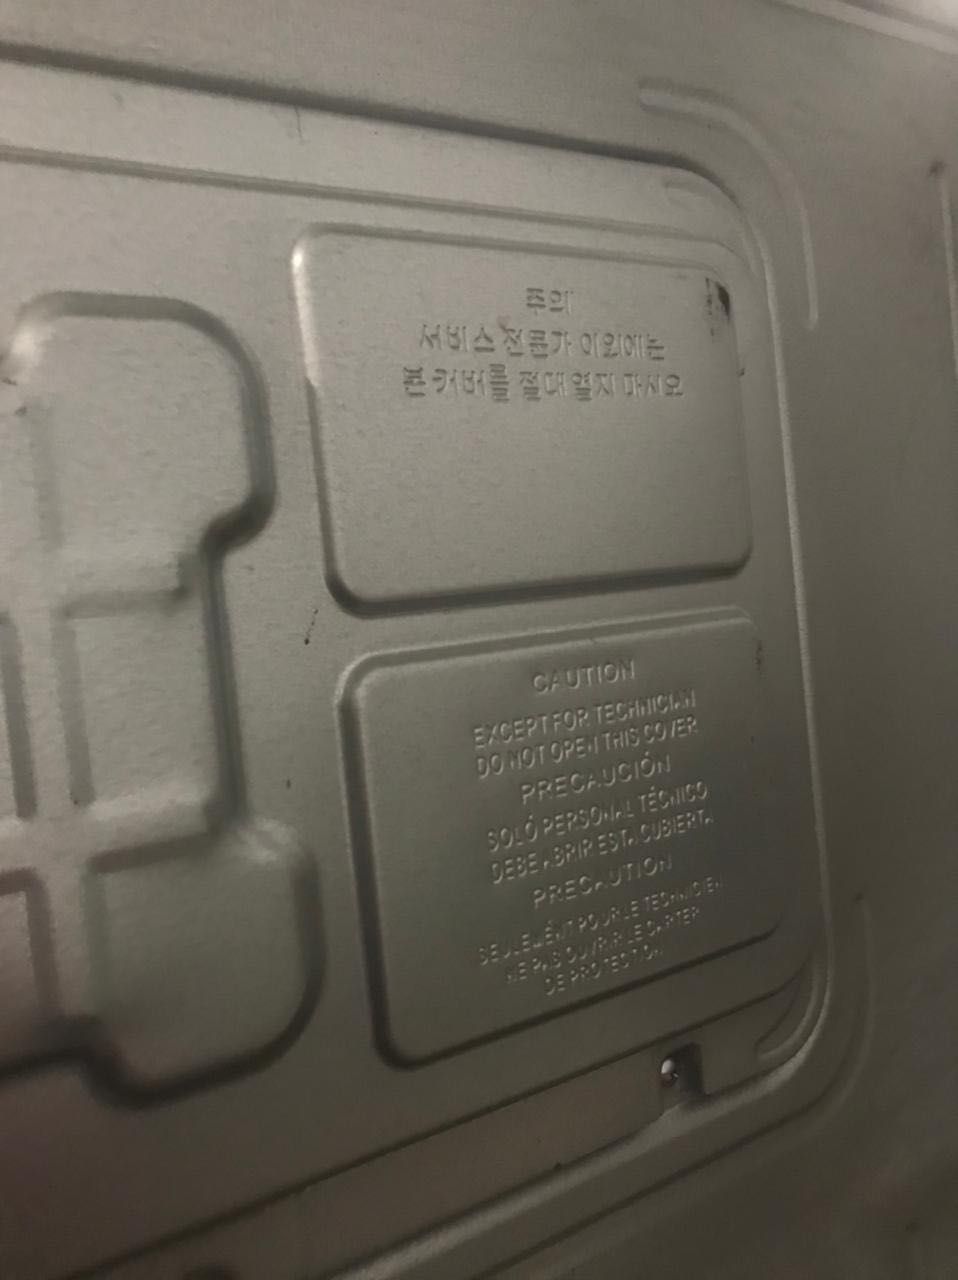 주의
서비스 전문가 이외에는
본 커버를 절대 열지 마시오
CAUTION
EXCEPT FOR TECHNICIAN
DO NOT OPEN THIS COVER
PRECAUCIÓN
SOLÓ PERSONAL TÉCNICO
DEBE ABRIR ESTA CUBIERTA
PRECAUTION
SEULEMENT POUR LE TECHNICIEN
NE PAS OUVRIR LE CARTER
DE PROTECTION